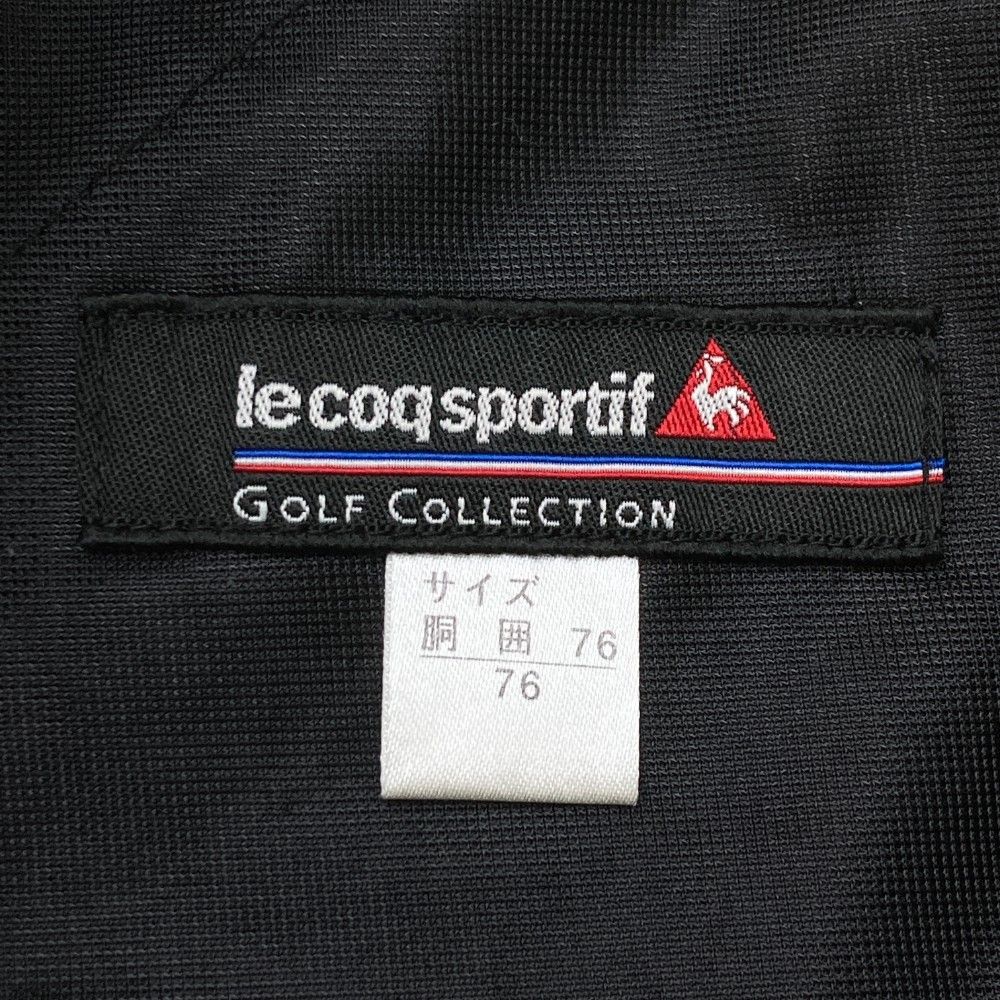 le coq sportif
GOLF COLLECTION
サイズ
胴 囲 76
76